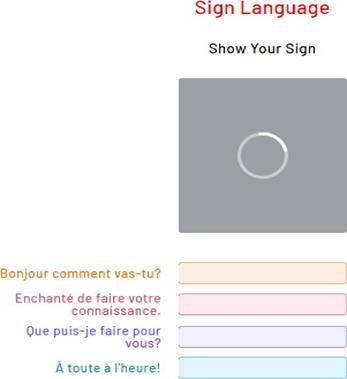 Sign Language
Show Your Sign
Bonjour comment vas-tu?
Enchanté de faire votre
connaissance.
Que puis-je faire pour
vous?
À toute à l'heure!